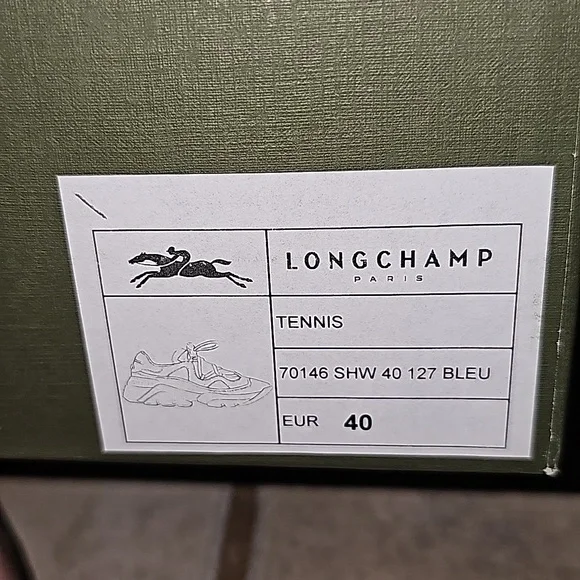 LONGCHAMP
PARIS
TENNIS
70146 SHW 40 127 BLEU
EUR 40